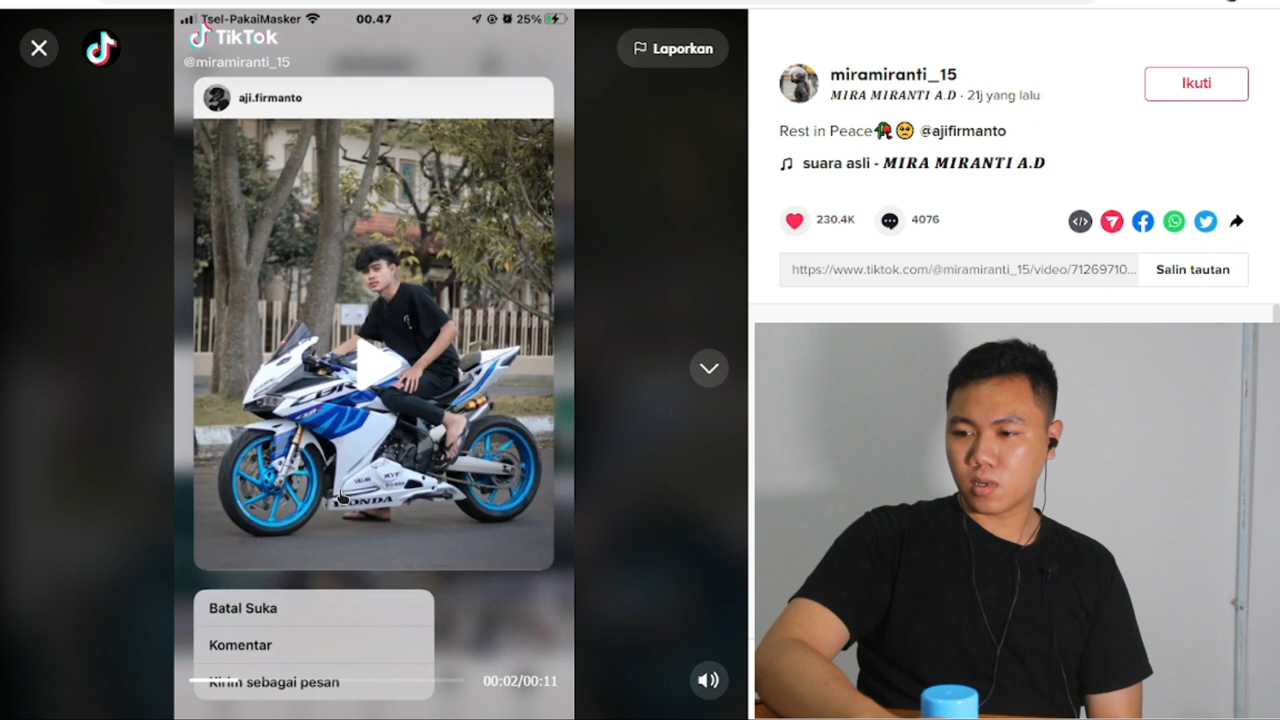 Tsel-PakaiMasker
00.47
25%
TikTok
@miramiranti_15
aji.firmanto
CBR
HONDA
Batal Suka
Komentar
Kirim sebagai pesan
00:02/00:11
Laporkan
miramiranti_15
MIRA MIRANTI A.D · 21j yang lalu
Ikuti
Rest in Peace🥀🥺 @ajifirmanto
suara asli - MIRA MIRANTI A.D
230.4K
4076
https://www.tiktok.com/@miramiranti_15/video/71269710...
Salin tautan